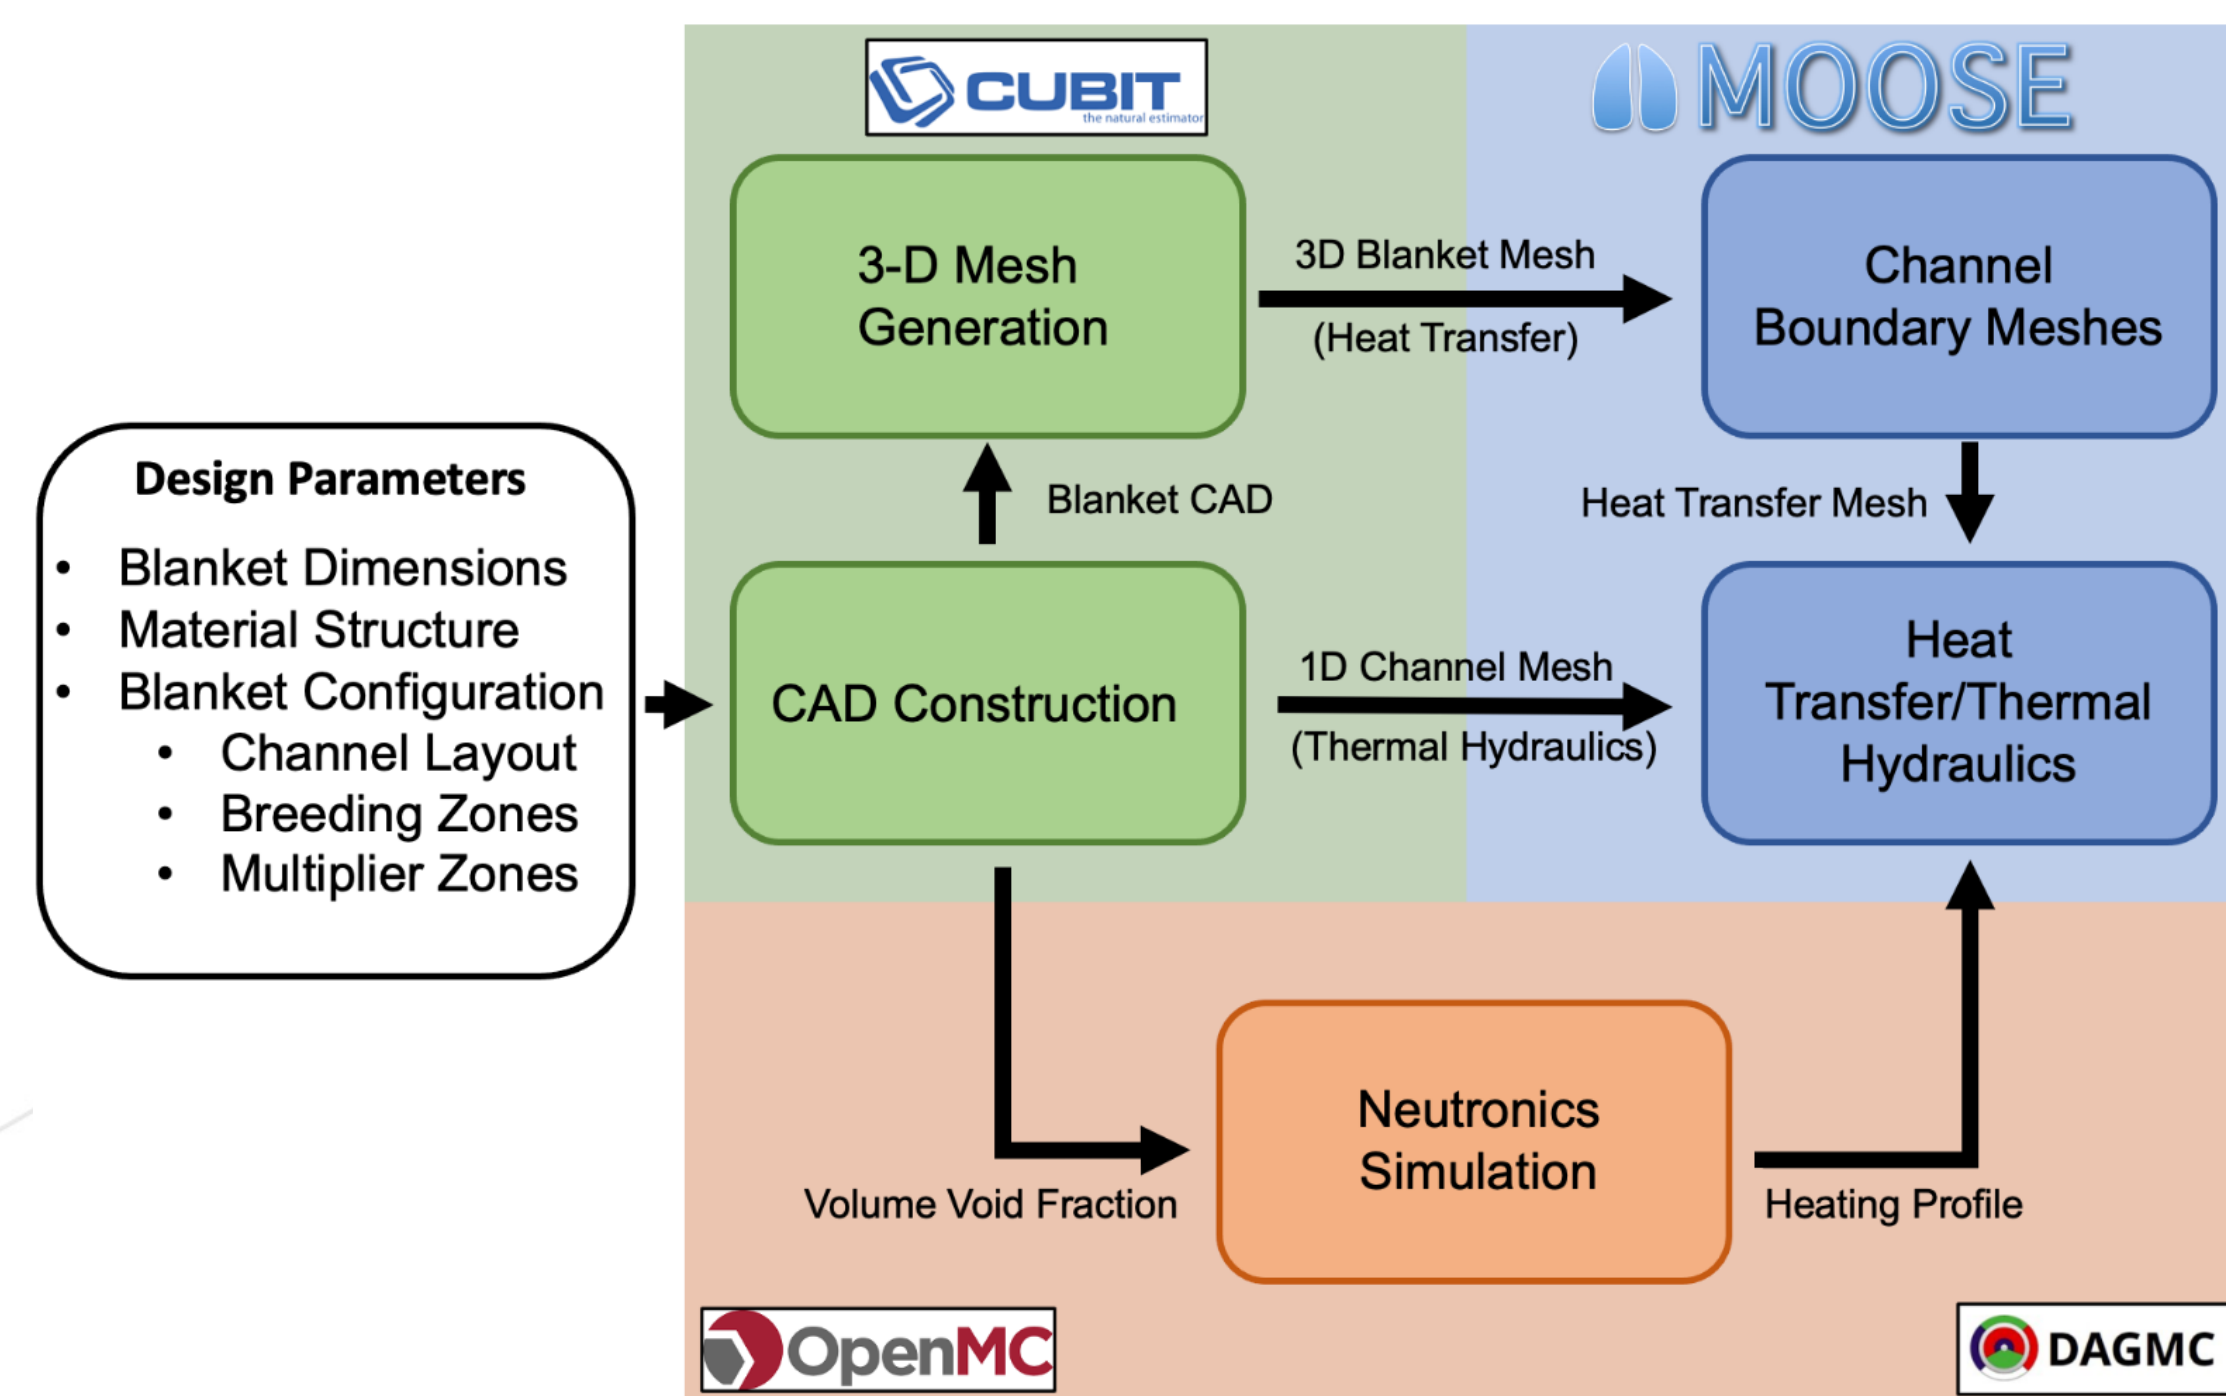 CUBIT
the natural estimator
MOOSE
3-D Mesh
Generation
3D Blanket Mesh
(Heat Transfer)
Channel
Boundary Meshes
Design Parameters
• Blanket Dimensions
• Material Structure
• Blanket Configuration
• Channel Layout
• Breeding Zones
• Multiplier Zones
Blanket CAD
Heat Transfer Mesh
CAD Construction
1D Channel Mesh
(Thermal Hydraulics)
Heat
Transfer/Thermal
Hydraulics
Neutronics
Simulation
Volume Void Fraction
Heating Profile
OpenMC
DAGMC